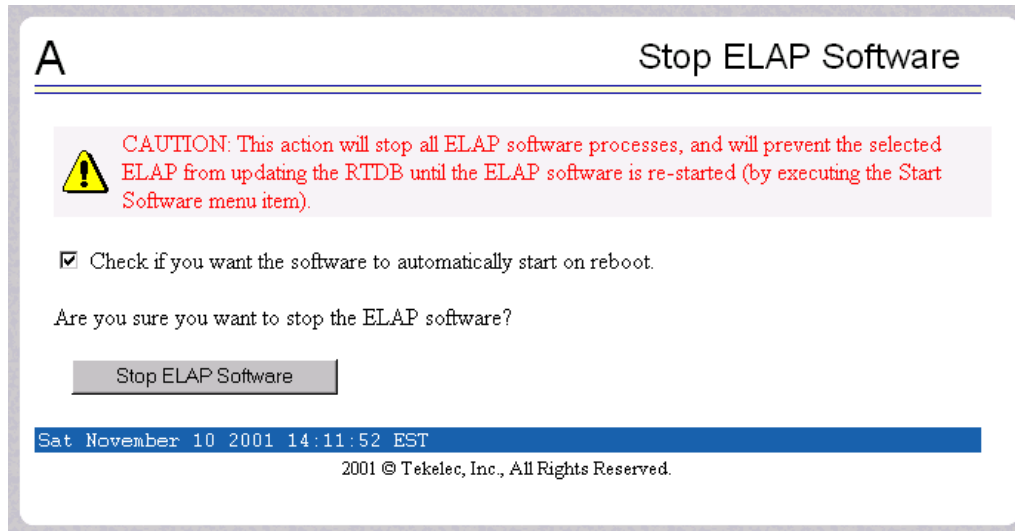 A
Stop ELAP Software
CAUTION: This action will stop all ELAP software processes, and will prevent the selected
ELAP from updating the RTDB until the ELAP software is re-started (by executing the Start
Software menu item).
Check if you want the software to automatically start on reboot.
Are you sure you want to stop the ELAP software?
Stop ELAP Software
Sat November 10 2001 14:11:52 EST
2001 © Tekelec, Inc., All Rights Reserved.